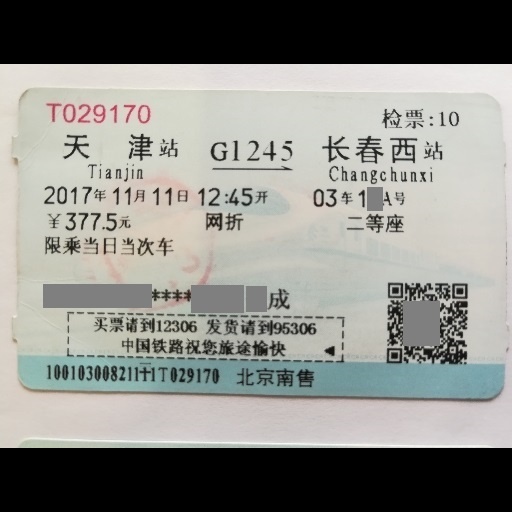 T029170 检票:10
天津站 G1245 长春西站
Tianjin Changchunxi
2017年11月11日 12:45开 03车1 A号
￥377.5元 网折 二等座
限乘当日当次车
**** 成
买票请到12306 发货请到95306
中国铁路祝您旅途愉快
10010300821111T029170 北京南售